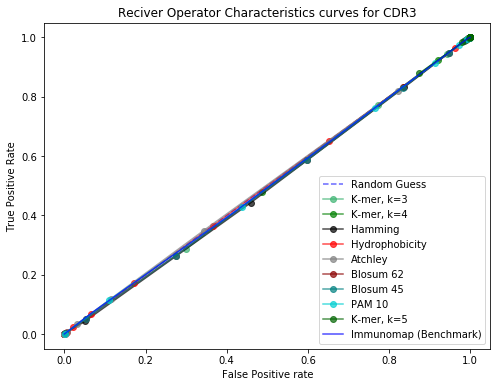 Reciver Operator Characteristics curves for CDR3
True Positive Rate
1.0
0.8
0.6
0.4
0.2
0.0
Random Guess
K-mer, k=3
K-mer, k=4
Hamming
Hydrophobicity
Atchley
Blosum 62
Blosum 45
PAM 10
K-mer, k=5
Immunomap (Benchmark)
0.0 0.2 0.4 0.6 0.8 1.0
False Positive rate